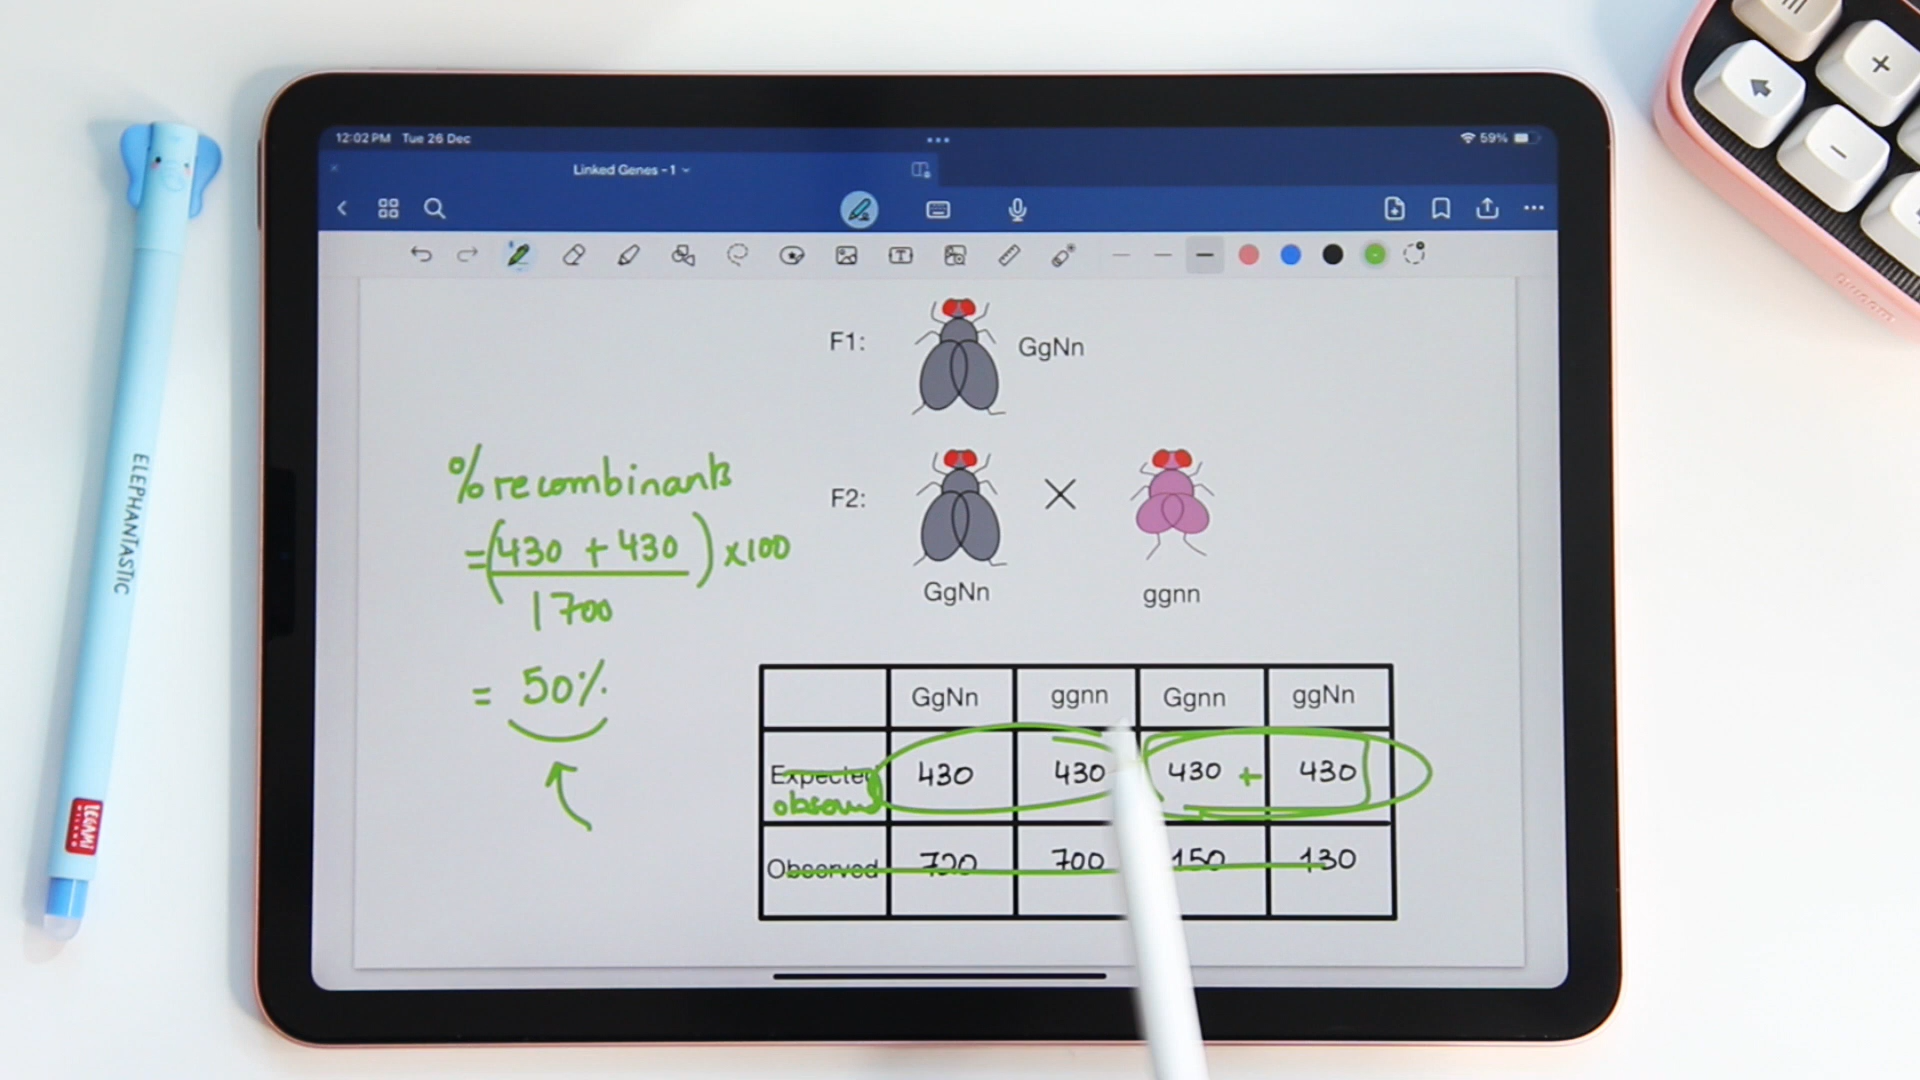 12:02 PM Tue 26 Dec
59%
Linked Genes - 1
F1: GgNn
F2: × 
GgNn ggnn
% recombinants
= (430 + 430 / 1700) x100
= 50%
GgNn ggnn Ggnn ggNn
Expected 430 430 430 + 430
observed
Observed 720 700 150 130
ELEPHANTASTIC
LEGAMI
MILANO
+
-